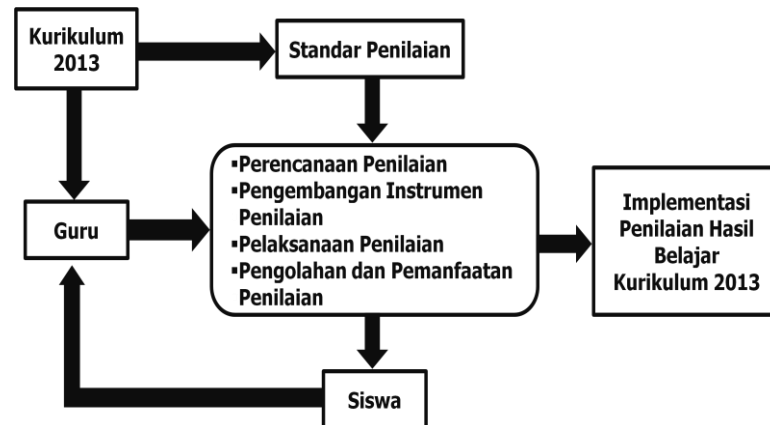 Kurikulum
2013
Standar Penilaian
▪Perencanaan Penilaian
▪Pengembangan Instrumen
Penilaian
▪Pelaksanaan Penilaian
▪Pengolahan dan Pemanfaatan
Penilaian
Guru
Implementasi
Penilaian Hasil
Belajar
Kurikulum 2013
Siswa